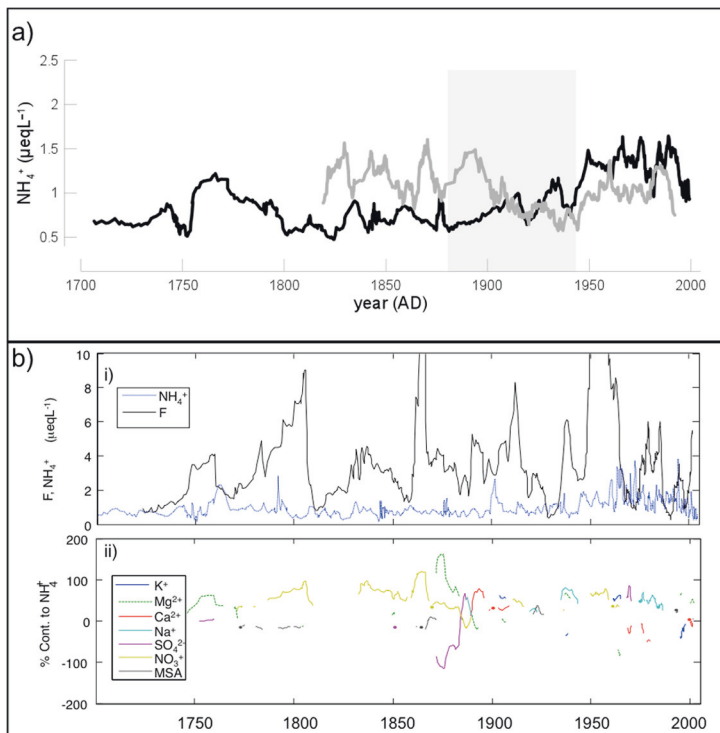 a)
2.5
2
1.5
1
0.5
NH₄⁺ (µeqL⁻¹)
1700 1750 1800 1850 1900 1950 2000
year (AD)
b)
i)
10
8
6
4
2
0
F, NH₄⁺ (µeqL⁻¹)
NH₄⁺
F
ii)
200
100
0
-100
-200
% Cont. to NH₄⁺
K⁺
Mg²⁺
Ca²⁺
Na⁺
SO₄²⁻
NO₃⁺
MSA
1750 1800 1850 1900 1950 2000